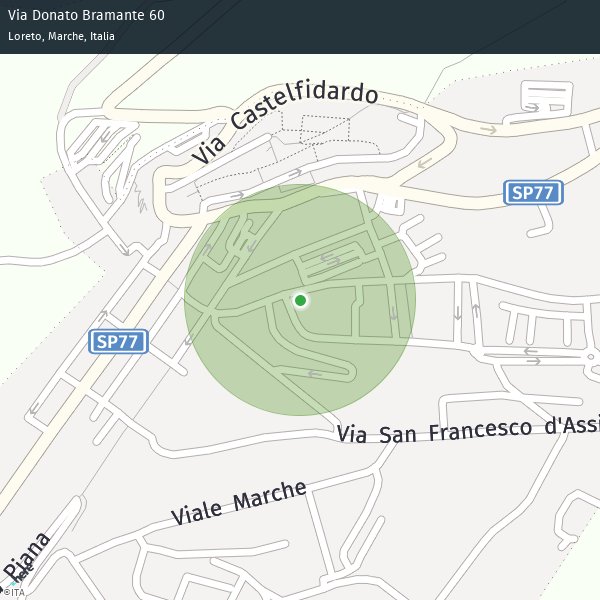 Via Donato Bramante 60
Loreto, Marche, Italia
Via Castelfidardo
SP77
SP77
Via San Francesco d'Assi
Viale Marche
Piana
here
©ITA